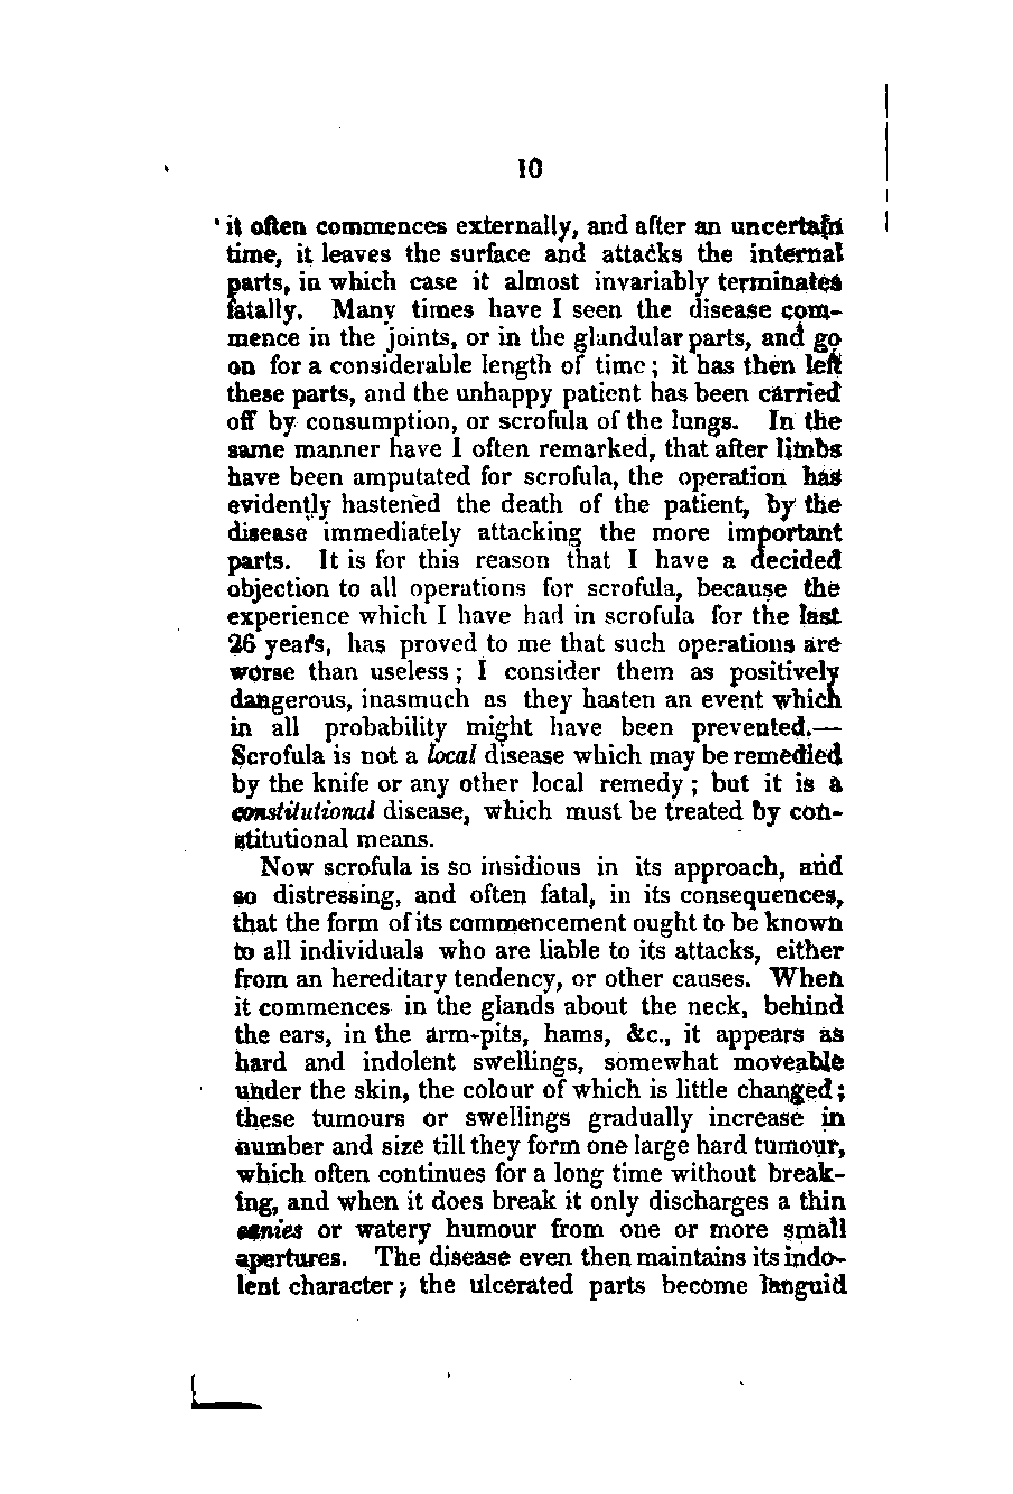 10
it often commences externally, and after an uncertain
time, it leaves the surface and attacks the internal
parts, in which case it almost invariably terminates
fatally. Many times have I seen the disease com-
mence in the joints, or in the glandular parts, and go
on for a considerable length of time; it has then left
these parts, and the unhappy patient has been carried
off by consumption, or scrofula of the lungs. In the
same manner have I often remarked, that after limbs
have been amputated for scrofula, the operation has
evidently hastened the death of the patient, by the
disease immediately attacking the more important
parts. It is for this reason that I have a decided
objection to all operations for scrofula, because the
experience which I have had in scrofula for the last
26 years, has proved to me that such operations are
worse than useless; I consider them as positively
dangerous, inasmuch as they hasten an event which
in all probability might have been prevented.—
Scrofula is not a local disease which may be remedied
by the knife or any other local remedy; but it is a
constitutional disease, which must be treated by con-
stitutional means.
Now scrofula is so insidious in its approach, and
so distressing, and often fatal, in its consequences,
that the form of its commencement ought to be known
to all individuals who are liable to its attacks, either
from an hereditary tendency, or other causes. When
it commences in the glands about the neck, behind
the ears, in the arm-pits, hams, &c., it appears as
hard and indolent swellings, somewhat moveable
under the skin, the colour of which is little changed;
these tumours or swellings gradually increase in
number and size till they form one large hard tumour,
which often continues for a long time without break-
ing, and when it does break it only discharges a thin
sanies or watery humour from one or more small
apertures. The disease even then maintains its indo-
lent character; the ulcerated parts become languid